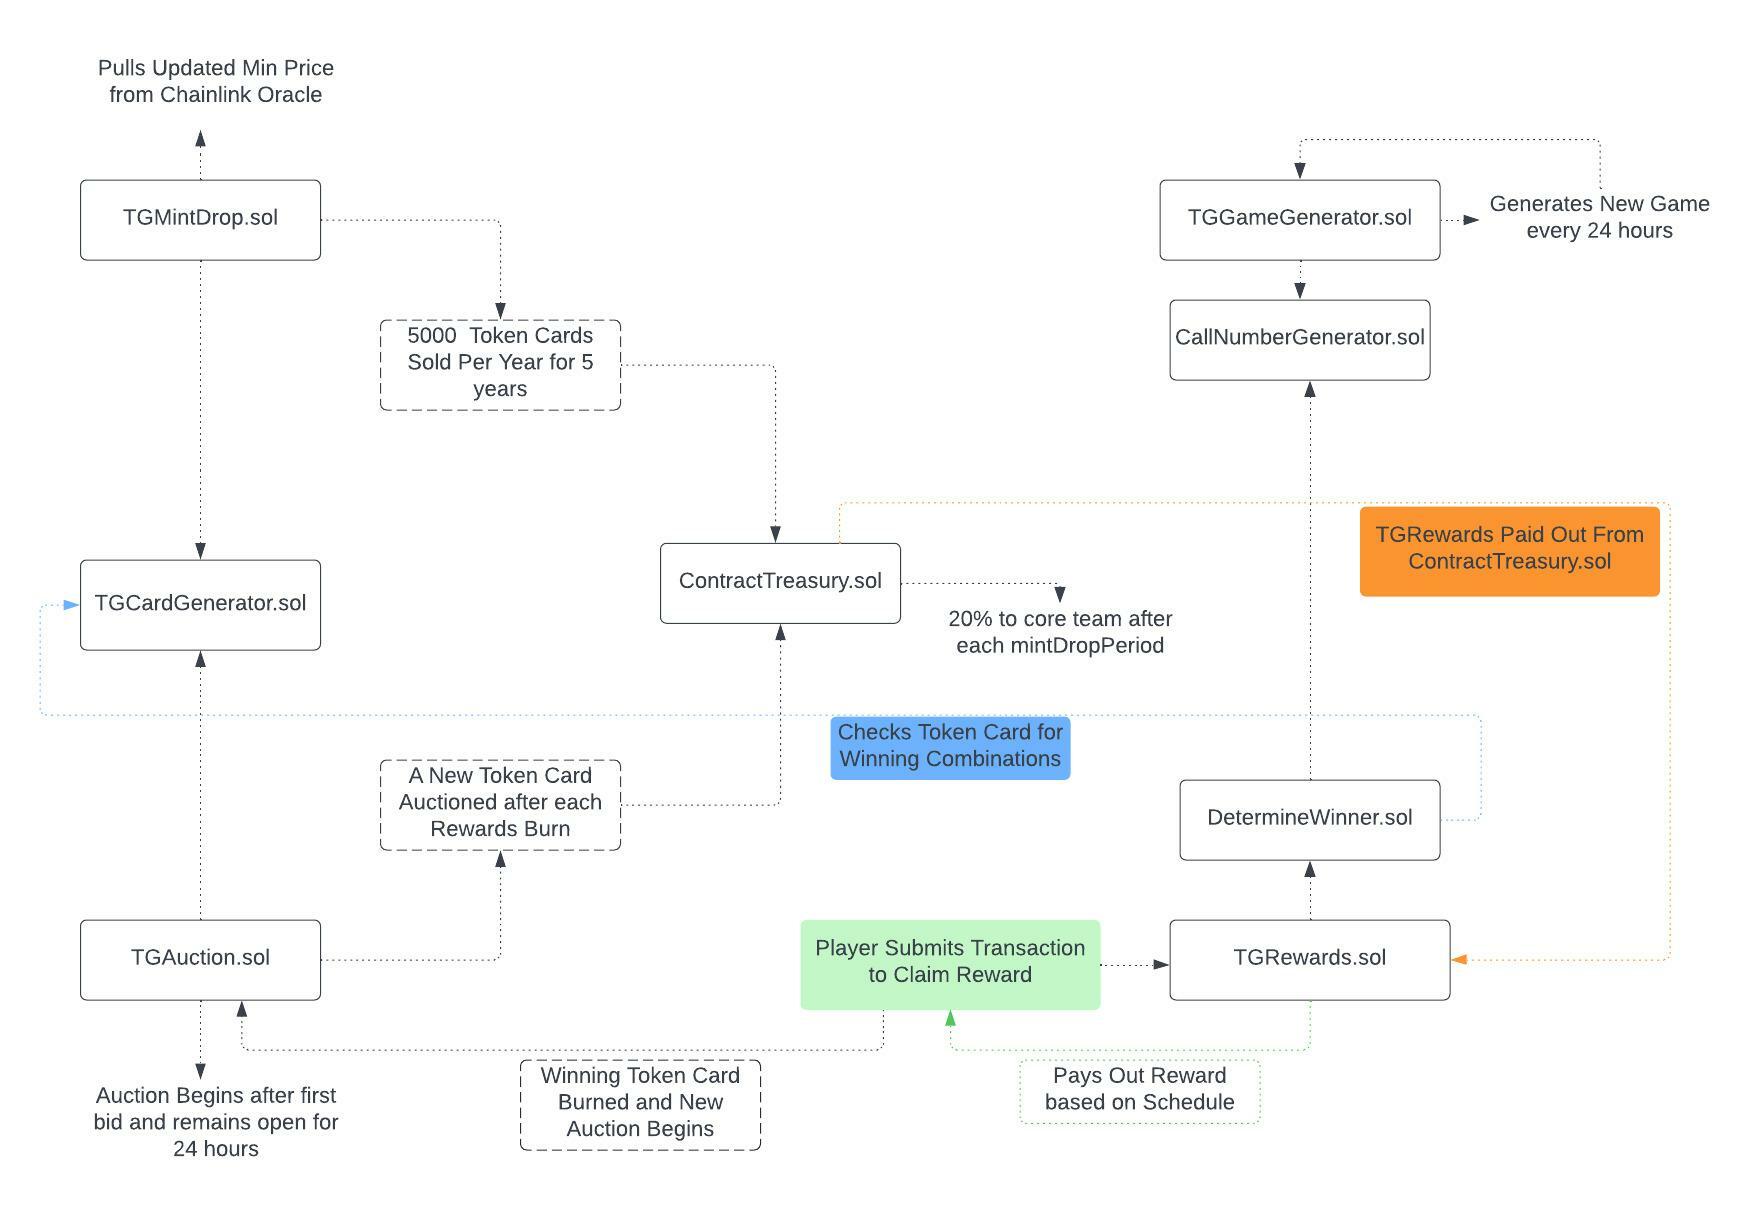 Pulls Updated Min Price
from Chainlink Oracle
TGMintDrop.sol
TGGameGenerator.sol
Generates New Game
every 24 hours
5000  Token Cards
Sold Per Year for 5
years
CallNumberGenerator.sol
TGRewards Paid Out From
ContractTreasury.sol
TGCardGenerator.sol
ContractTreasury.sol
20% to core team after
each mintDropPeriod
Checks Token Card for
Winning Combinations
A New Token Card
Auctioned after each
Rewards Burn
DetermineWinner.sol
TGAuction.sol
Player Submits Transaction
to Claim Reward
TGRewards.sol
Auction Begins after first
bid and remains open for
24 hours
Winning Token Card
Burned and New
Auction Begins
Pays Out Reward
based on Schedule